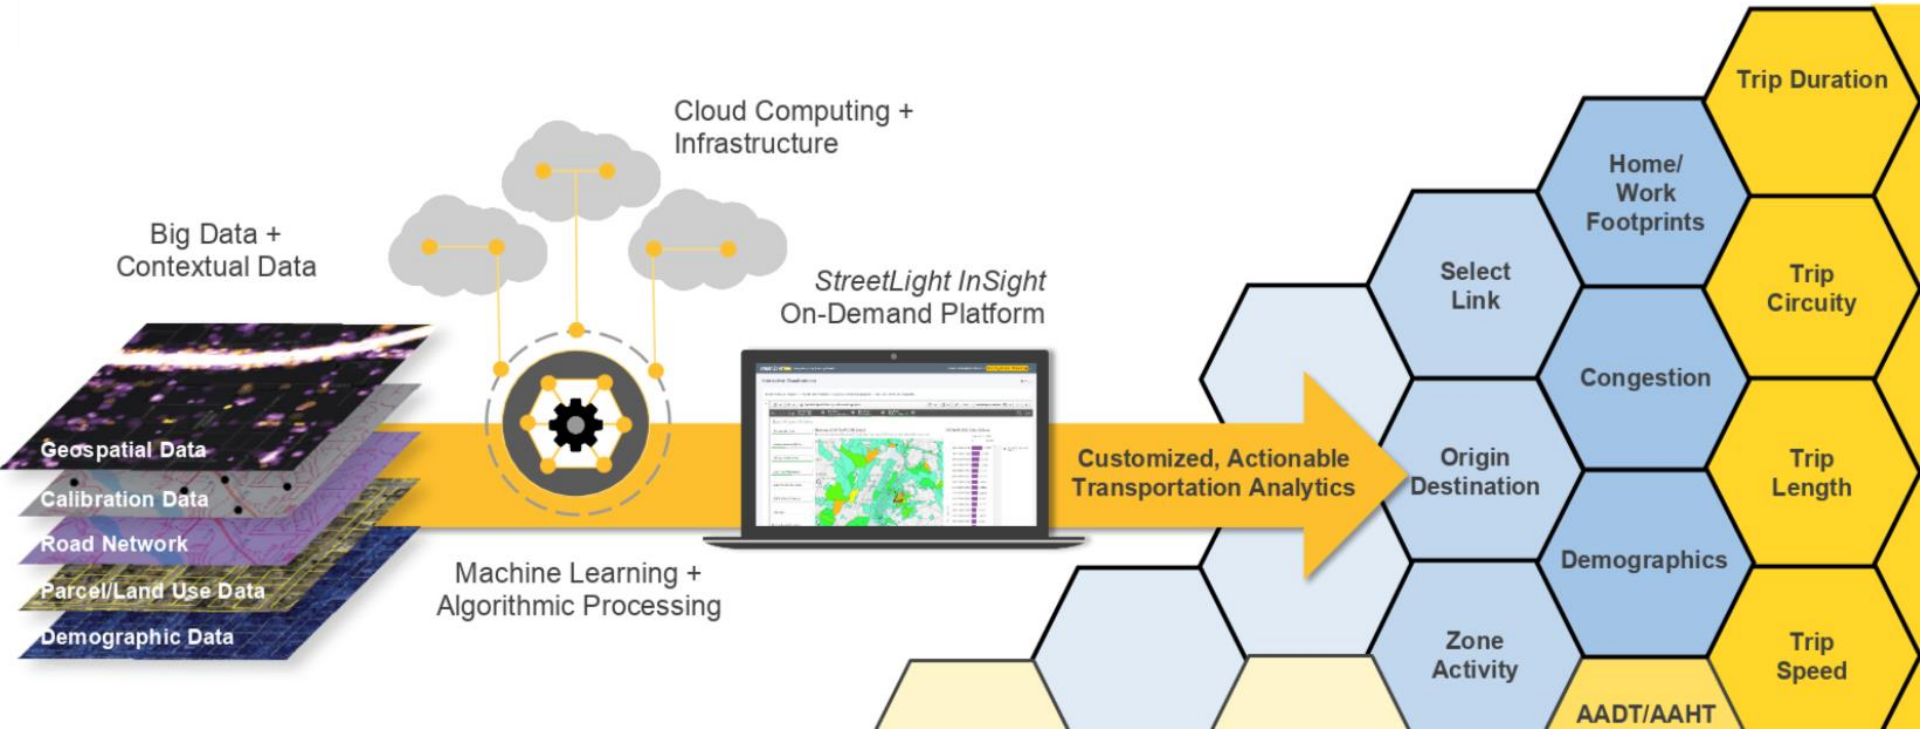 Big Data +
Contextual Data
Geospatial Data
Calibration Data
Road Network
Parcel/Land Use Data
Demographic Data
Cloud Computing +
Infrastructure
Machine Learning +
Algorithmic Processing
StreetLight InSight
On-Demand Platform
Customized, Actionable
Transportation Analytics
Select
Link
Origin
Destination
Zone
Activity
Home/
Work
Footprints
Congestion
Demographics
AADT/AAHT
Trip Duration
Trip
Circuity
Trip
Length
Trip
Speed